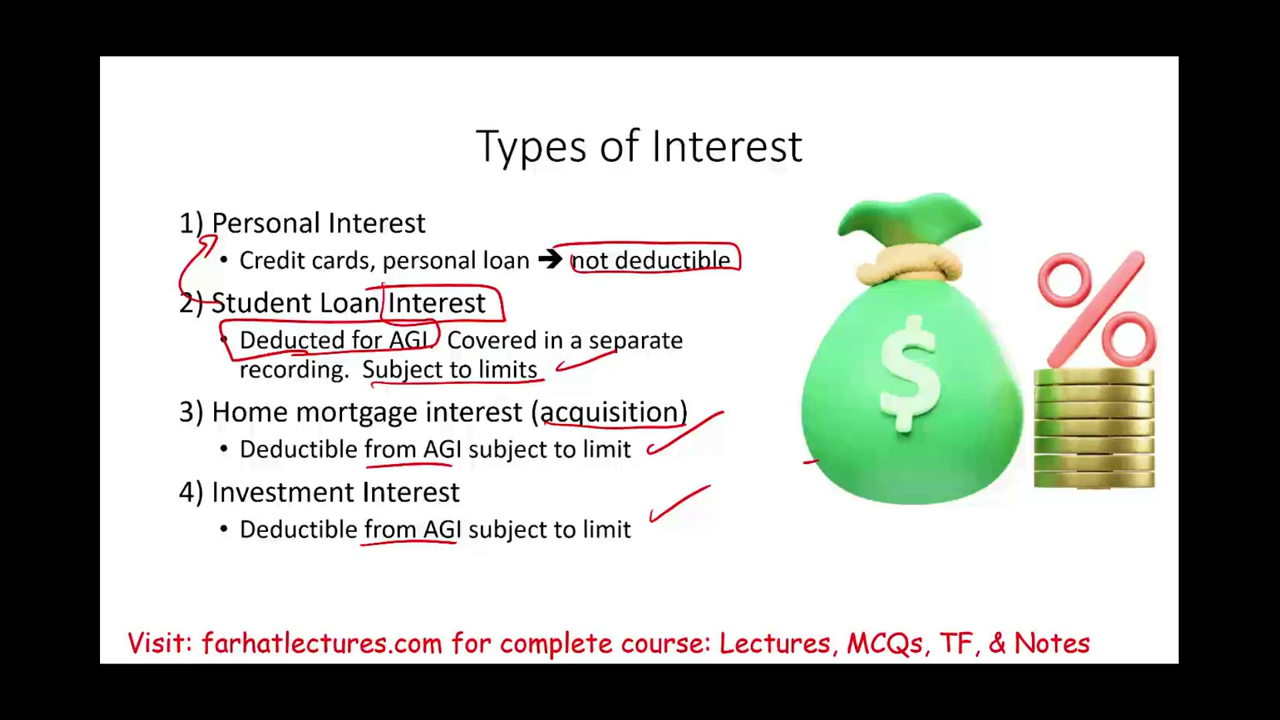 Types of Interest
1) Personal Interest
• Credit cards, personal loan ➔ not deductible
2) Student Loan Interest
• Deducted for AGI. Covered in a separate
recording. Subject to limits
3) Home mortgage interest (acquisition)
• Deductible from AGI subject to limit
4) Investment Interest
• Deductible from AGI subject to limit
$
%
Visit: farhatlectures.com for complete course: Lectures, MCQs, TF, & Notes